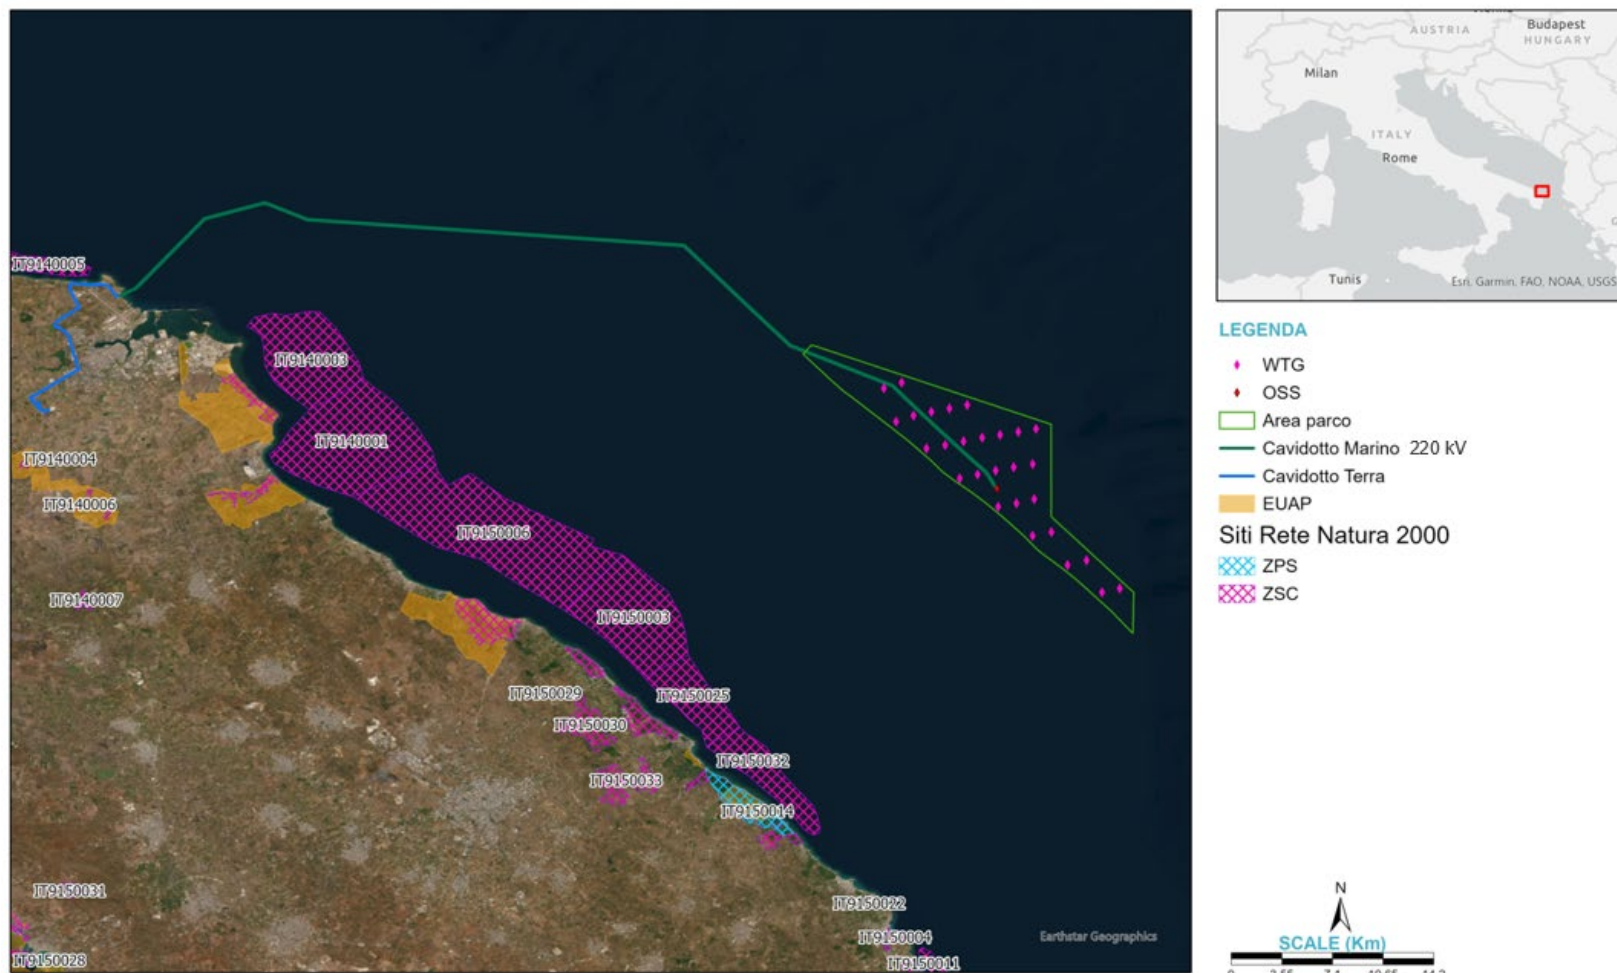 IT9140005
IT9140003
IT9140001
IT9140004
IT9140006
IT9150006
IT9140007
IT9150003
IT9150029
IT9150025
IT9150030
IT9150032
IT9150033
IT9150014
IT9150031
IT9150022
IT9150004
IT9150028
IT9150011
Earthstar Geographics
Budapest
AUSTRIA
HUNGARY
Milan
ITALY
Rome
Tunis
Esri, Garmin, FAO, NOAA, USGS
LEGENDA
WTG
OSS
Area parco
Cavidotto Marino 220 kV
Cavidotto Terra
EUAP
Siti Rete Natura 2000
ZPS
ZSC
N
SCALE (Km)